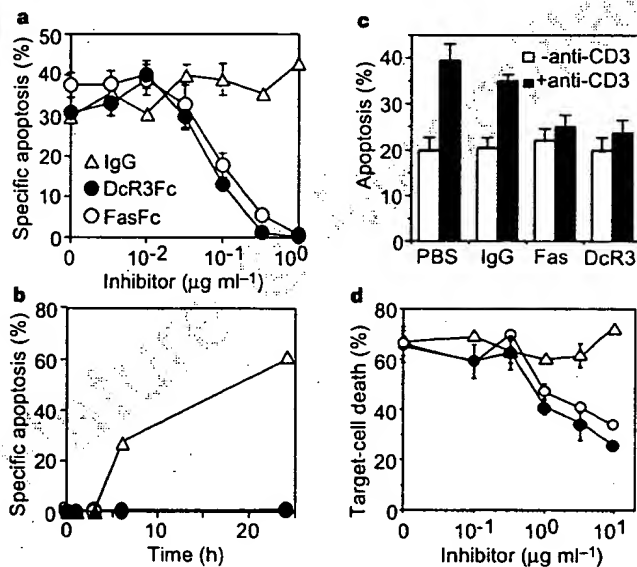 a
Specific apoptosis (%)
50
40
30
20
10
0
IgG
DcR3Fc
FasFc
0 10-2 10-1 100
Inhibitor (µg ml–1)
b
Specific apoptosis (%)
80
60
40
20
0
0 10 20
Time (h)
c
Apoptosis (%)
40
30
20
10
0
-anti-CD3
+anti-CD3
PBS IgG Fas DcR3
d
Target-cell death (%)
80
60
40
20
0
0 10-1 100 101
Inhibitor (µg ml–1)